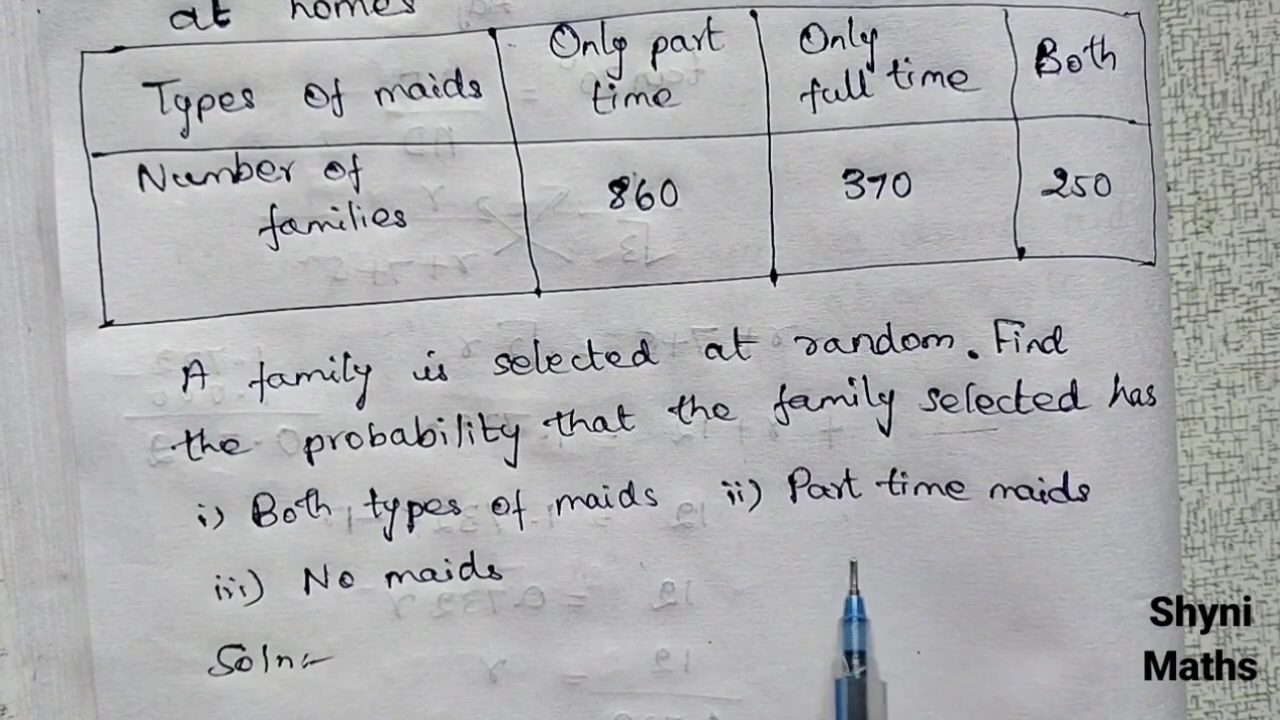 at homes
Types of maids Only part time Only full time Both
Number of families 860 370 250
A family is selected at random. Find
the probability that the family selected has
i) Both types of maids ii) Part time maids
iii) No maids
Soln:-
Shyni
Maths